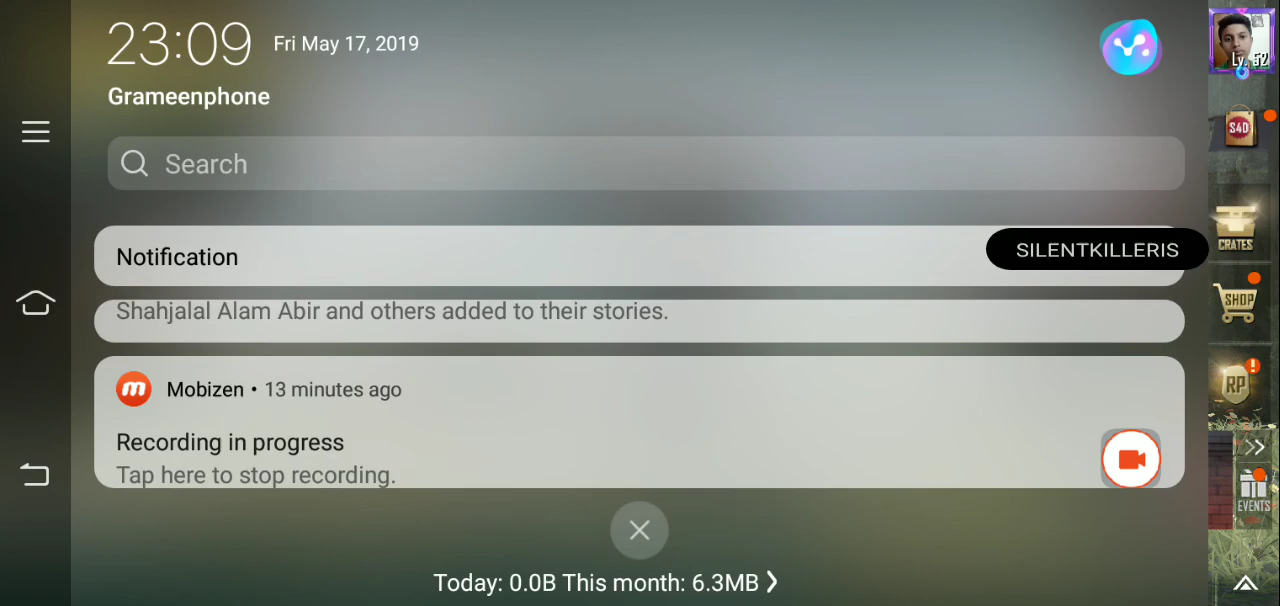 23:09 Fri May 17, 2019
Grameenphone
Search
Notification
SILENTKILLERIS
Shahjalal Alam Abir and others added to their stories.
m Mobizen • 13 minutes ago
Recording in progress
Tap here to stop recording.
Today: 0.0B This month: 6.3MB
Lv. 52
S4D
CRATES
SHOP
RP
!
EVENTS